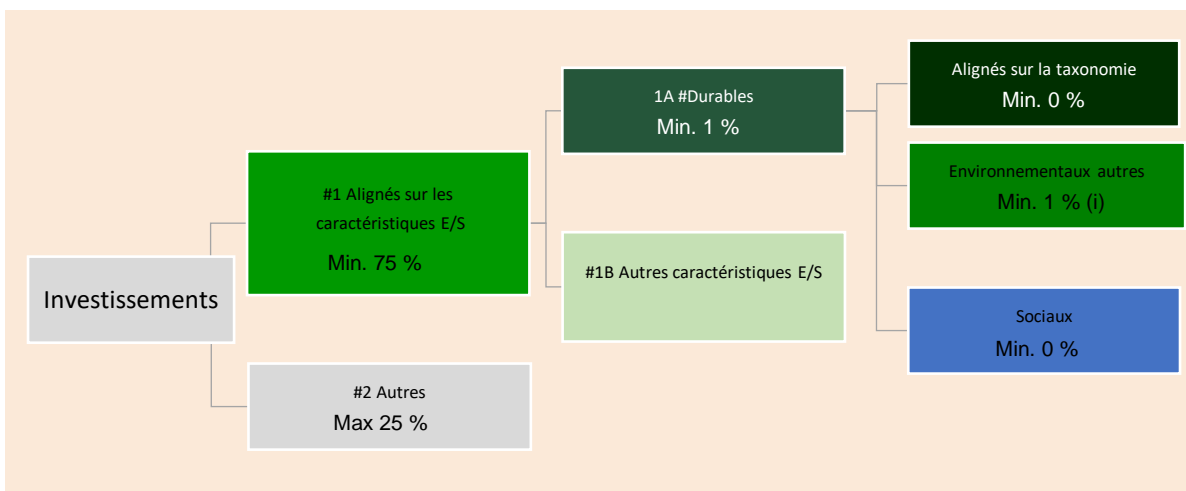 Investissements
#1 Alignés sur les
caractéristiques E/S
Min. 75 %
#2 Autres
Max 25 %
1A #Durables
Min. 1 %
#1B Autres caractéristiques E/S
Alignés sur la taxonomie
Min. 0 %
Environnementaux autres
Min. 1 % (i)
Sociaux
Min. 0 %